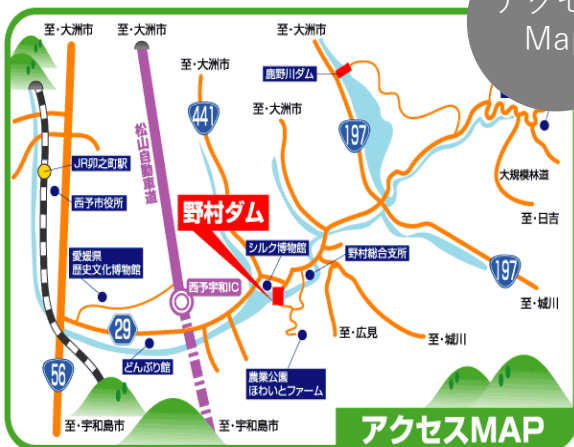 アクセ
Ma
至・大洲市
至・大洲市
至・大洲市
至・大洲市
鹿野川ダム
441
至・大洲市
197
JR卯之町駅
松山自動車道
大規模林道
西予市役所
野村ダム
至・日吉
シルク博物館
野村総合支所
愛媛県
歴史文化博物館
西予宇和IC
197
至・城川
29
至・広見
至・城川
どんぶり館
56
農業公園
ほわいとファーム
至・宇和島市
至・宇和島市
アクセスMAP